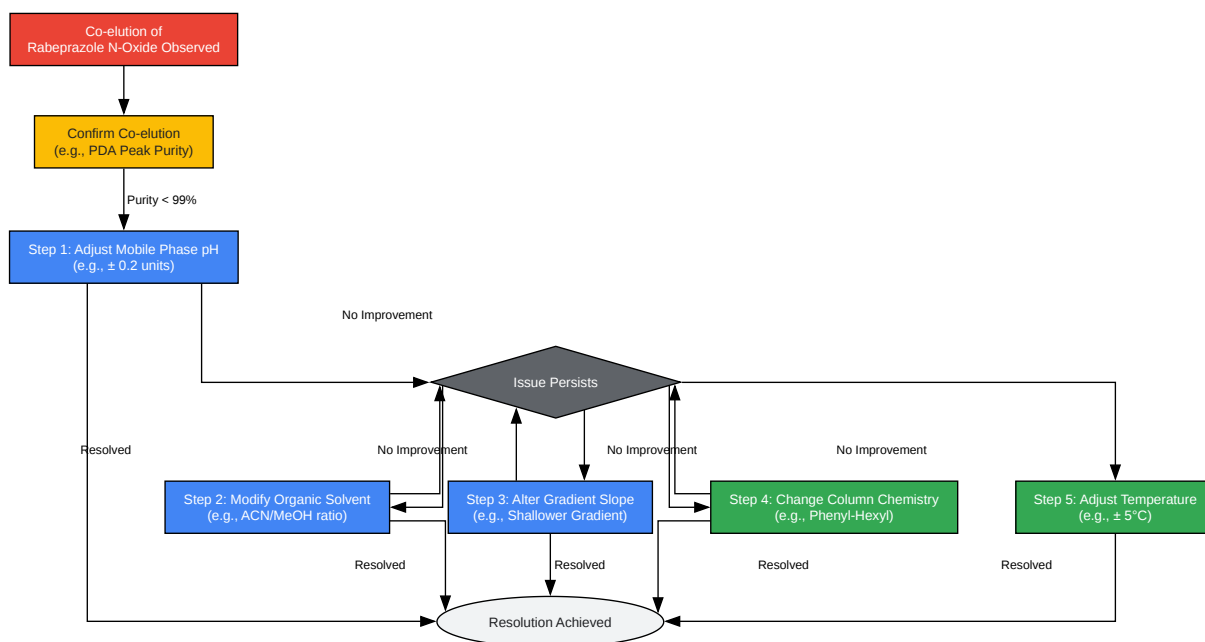 Co-elution of
Rabeprazole N-Oxide Observed
Confirm Co-elution
(e.g., PDA Peak Purity)
Purity < 99%
Step 1: Adjust Mobile Phase pH
(e.g., ± 0.2 units)
No Improvement
Issue Persists
Resolved
No Improvement
No Improvement
No Improvement
Step 2: Modify Organic Solvent
(e.g., ACN/MeOH ratio)
Step 3: Alter Gradient Slope
(e.g., Shallower Gradient)
Step 4: Change Column Chemistry
(e.g., Phenyl-Hexyl)
Step 5: Adjust Temperature
(e.g., ± 5°C)
Resolved
Resolved
Resolved
Resolved
Resolution Achieved